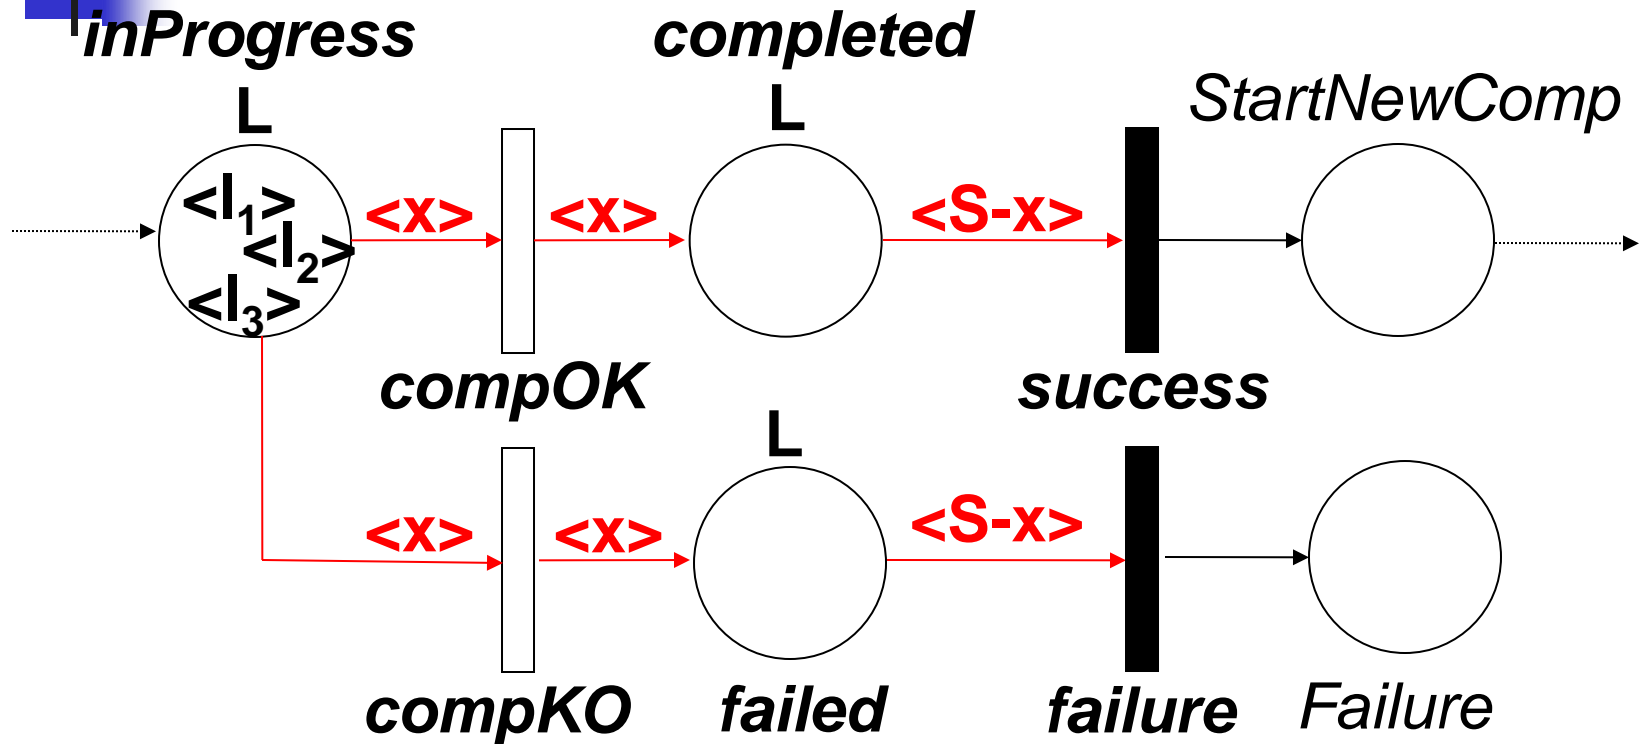 inProgress
completed
L
L
StartNewComp
<l₁>
<l₂>
<l₃>
<x>
<x>
<S-x>
compOK
success
L
<x>
<x>
<S-x>
compKO
failed
failure
Failure